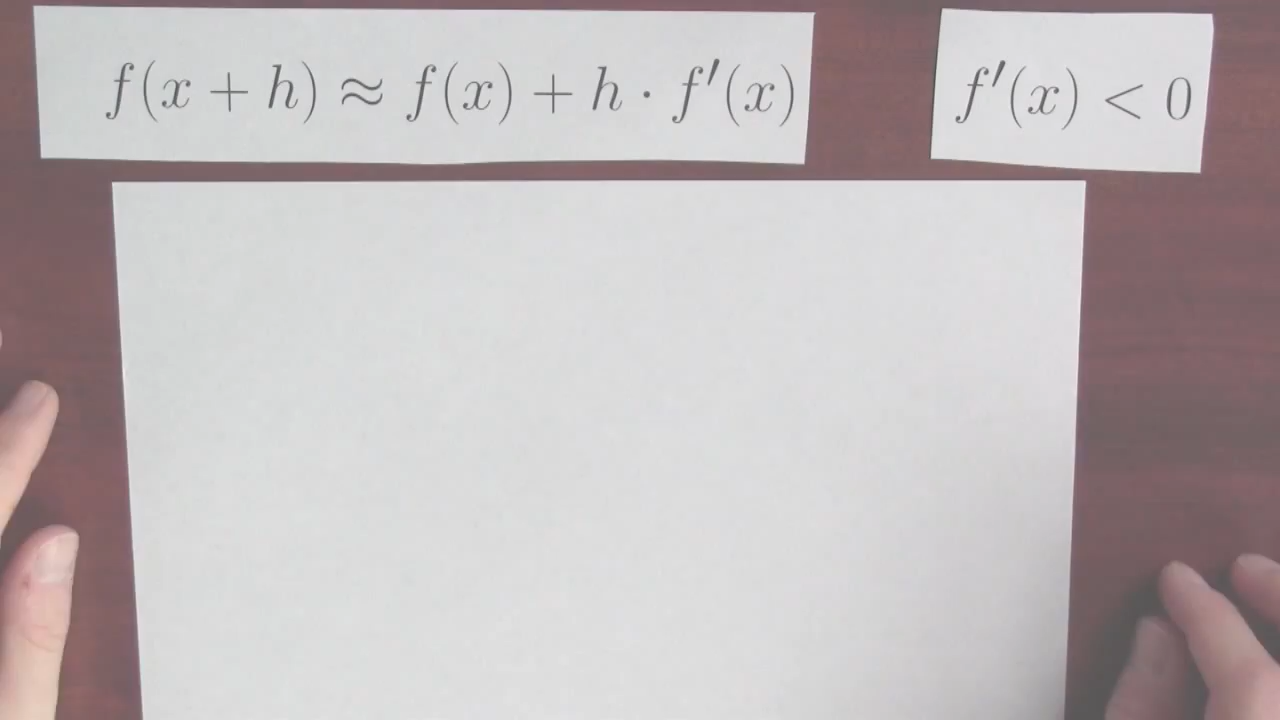 f(x + h) ≈ f(x) + h · f′(x)
f′(x) < 0